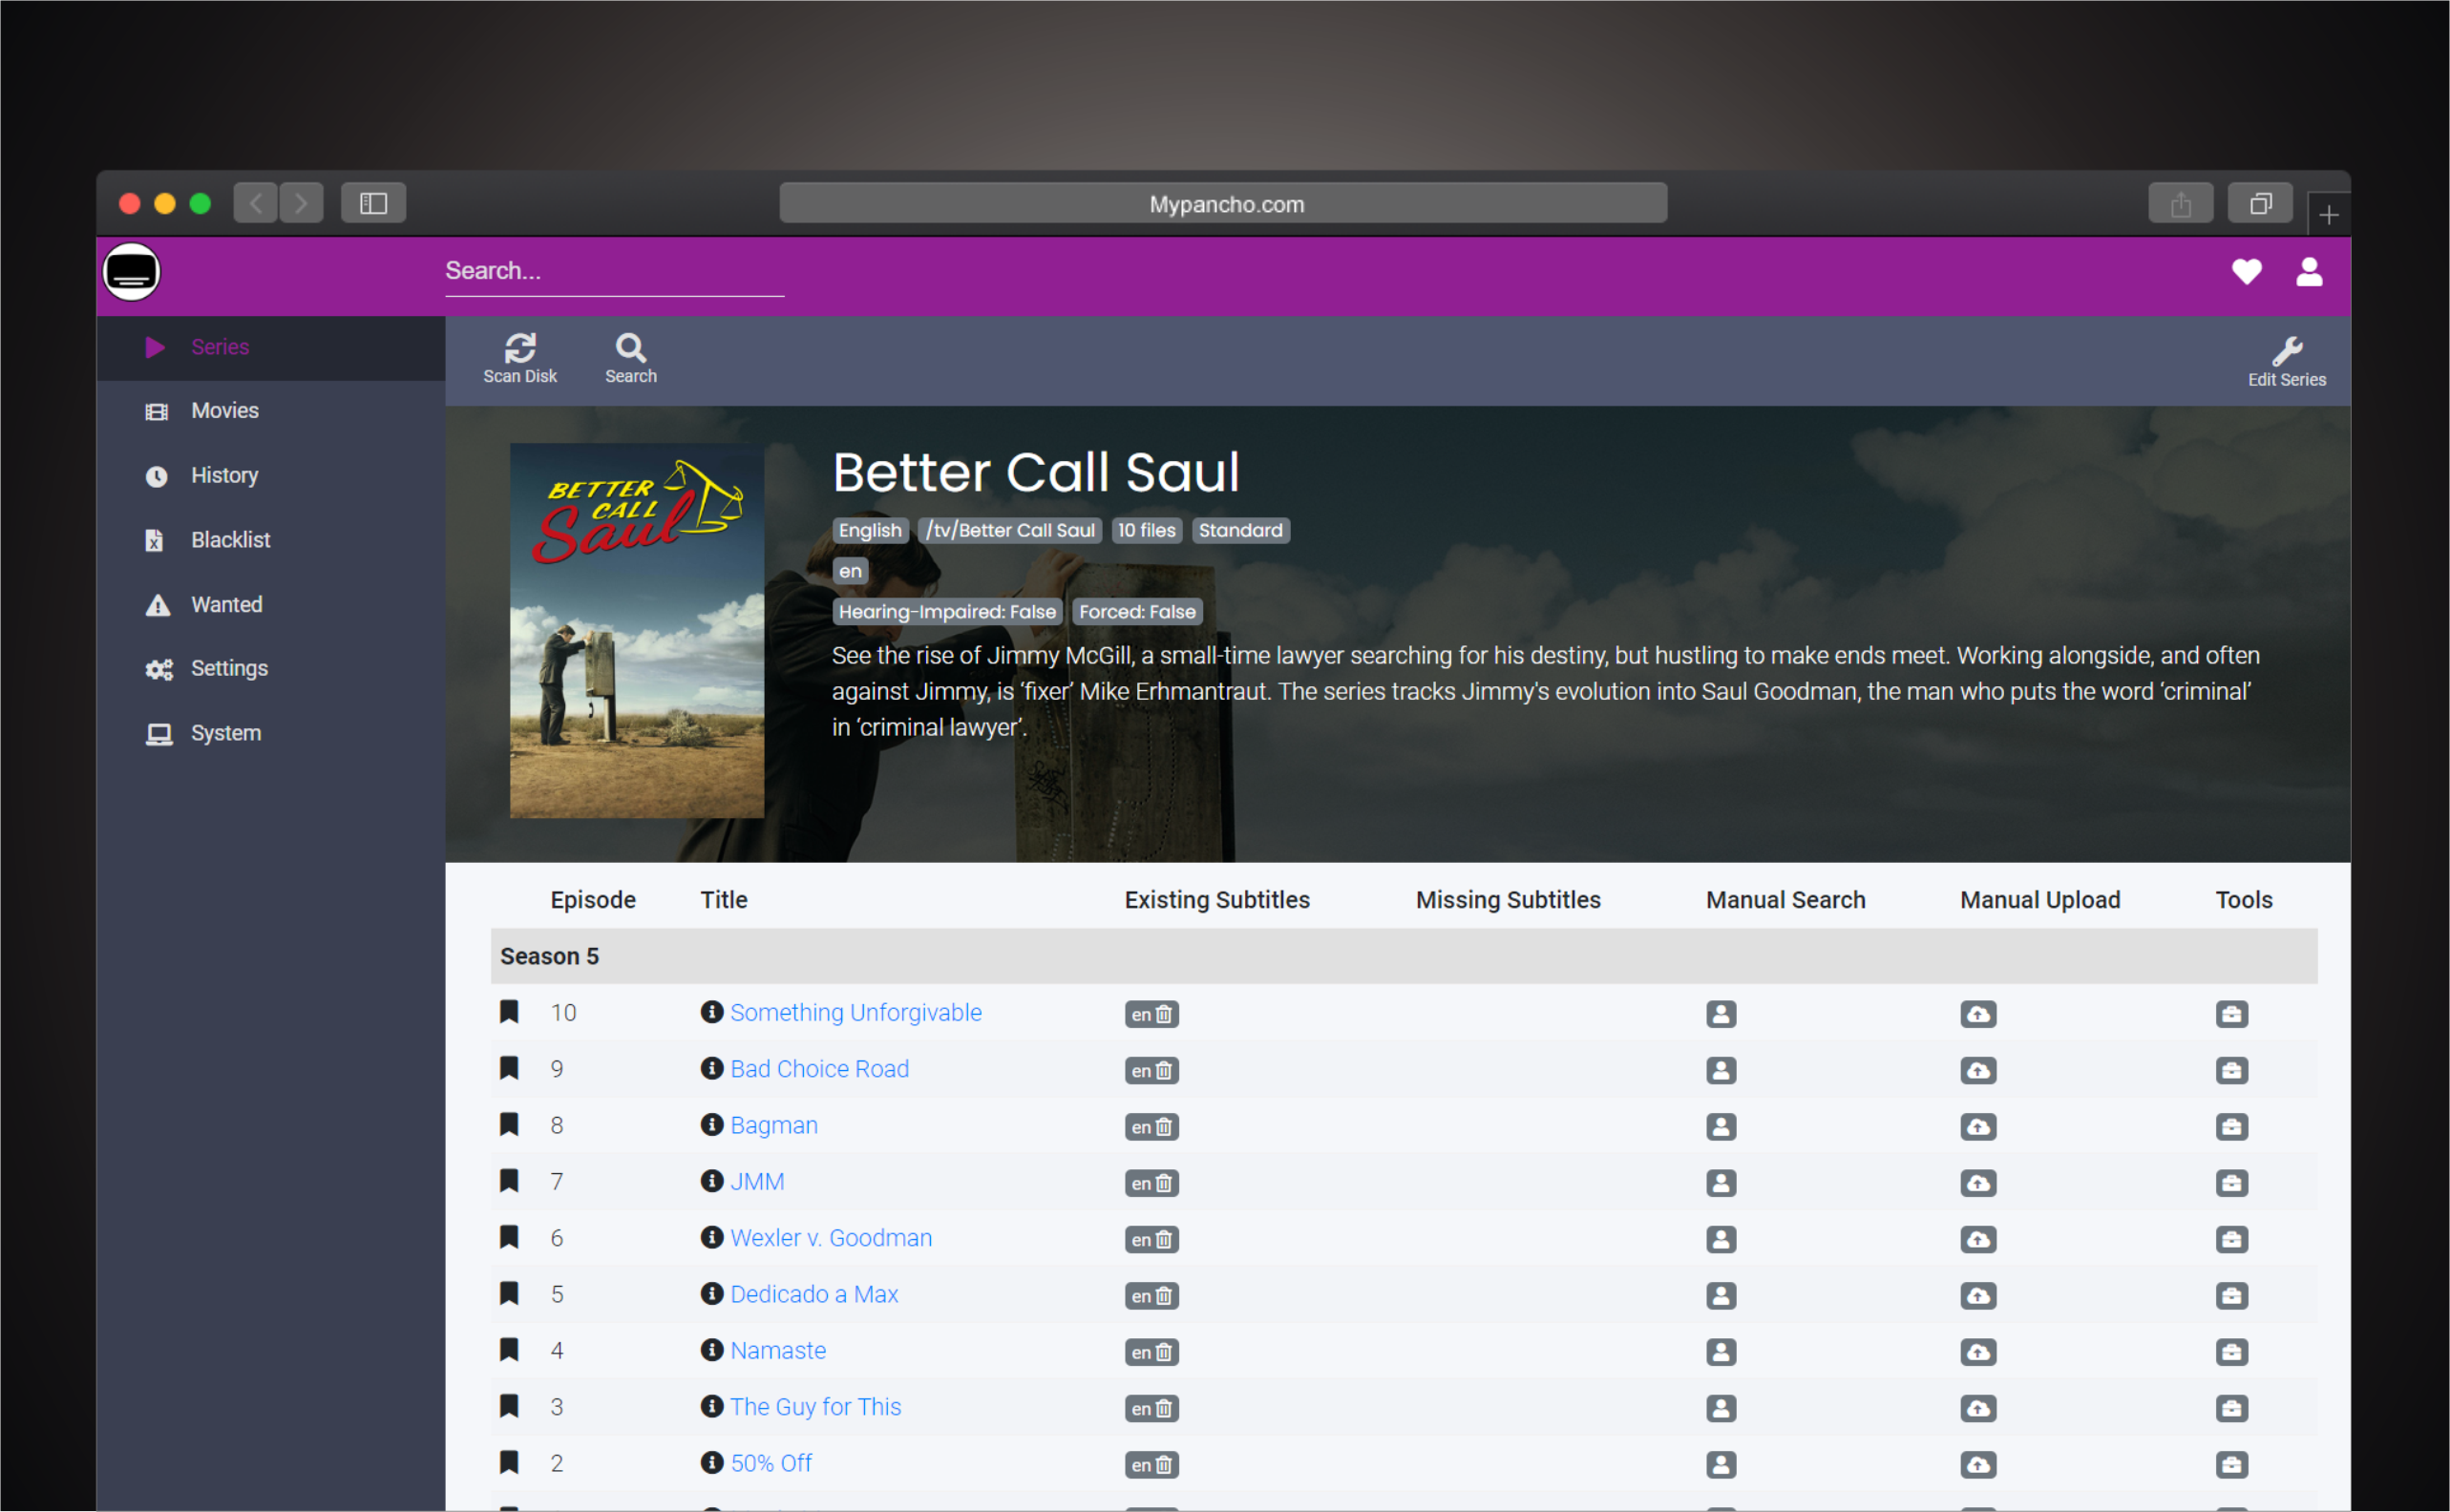 Mypancho.com
Search...
Series
Movies
History
Blacklist
Wanted
Settings
System
Scan Disk
Search
Edit Series
BETTER
CALL
Saul
Better Call Saul
English /tv/Better Call Saul 10 files Standard
en
Hearing-Impaired: False Forced: False
See the rise of Jimmy McGill, a small-time lawyer searching for his destiny, but hustling to make ends meet. Working alongside, and often
against Jimmy, is ‘fixer’ Mike Erhmantraut. The series tracks Jimmy's evolution into Saul Goodman, the man who puts the word ‘criminal’
in ‘criminal lawyer’.
Episode Title Existing Subtitles Missing Subtitles Manual Search Manual Upload Tools
Season 5
10 Something Unforgivable en
9 Bad Choice Road en
8 Bagman en
7 JMM en
6 Wexler v. Goodman en
5 Dedicado a Max en
4 Namaste en
3 The Guy for This en
2 50% Off en